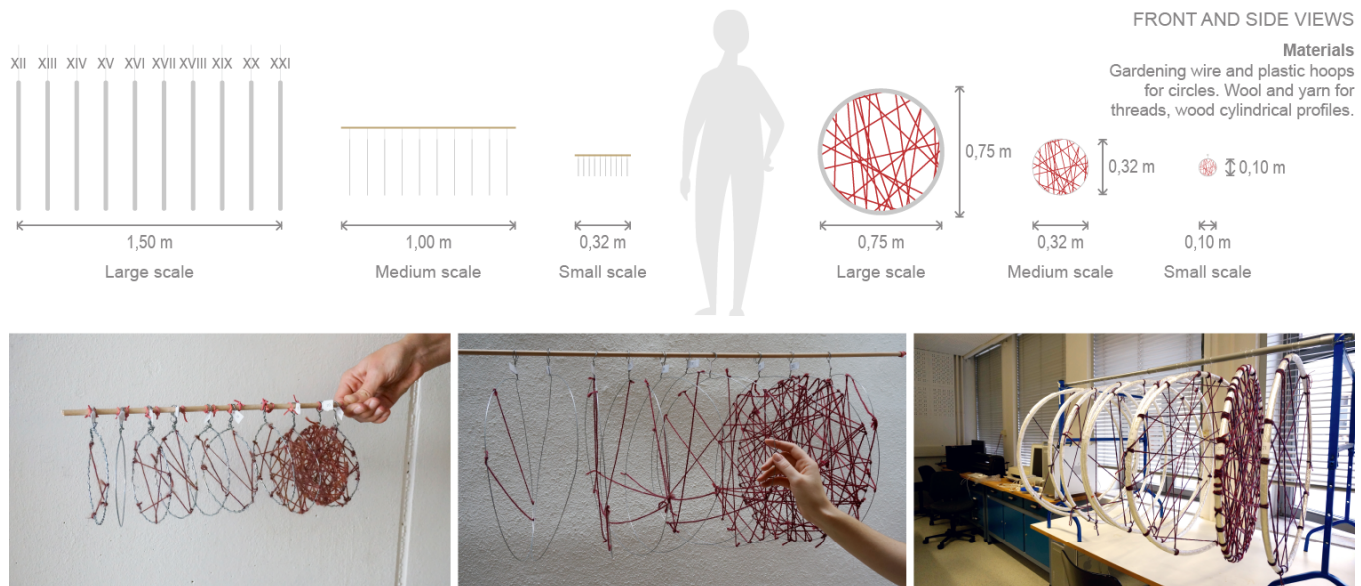 FRONT AND SIDE VIEWS
Materials
Gardening wire and plastic hoops
for circles. Wool and yarn for
threads, wood cylindrical profiles.
XII XIII XIV XV XVI XVII XVIII XIX XX XXI
1,50 m
Large scale
1,00 m
Medium scale
0,32 m
Small scale
0,75 m
0,75 m
Large scale
0,32 m
0,32 m
Medium scale
0,10 m
0,10 m
Small scale